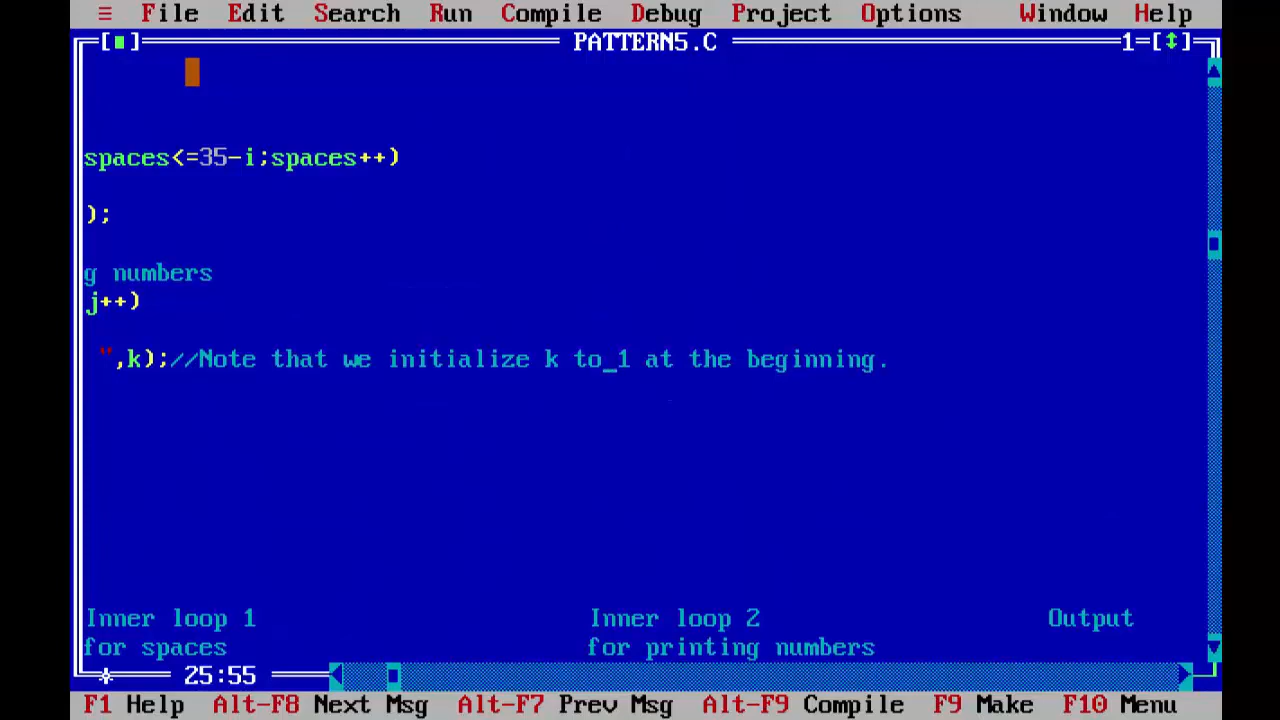 ≡ File Edit Search Run Compile Debug Project Options Window Help
[■] PATTERN5.C 1=[↕]
spaces<=35-i;spaces++)
);
g numbers
j++)
",k);//Note that we initialize k to_1 at the beginning.
Inner loop 1 Inner loop 2 Output
for spaces for printing numbers
25:55
F1 Help Alt-F8 Next Msg Alt-F7 Prev Msg Alt-F9 Compile F9 Make F10 Menu